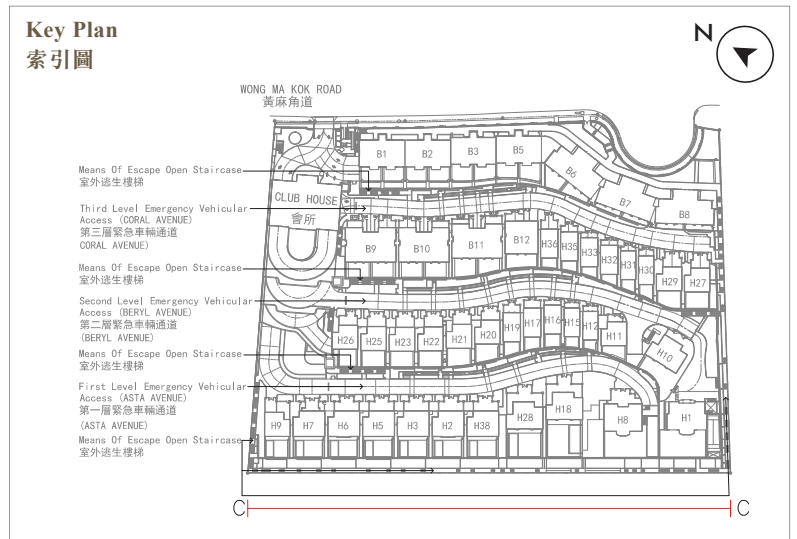 Key Plan
索引圖
N
WONG MA KOK ROAD
黃麻角道
B1
B2
B3
B5
B6
B7
B8
Means Of Escape Open Staircase
室外逃生樓梯
CLUB HOUSE
會所
Third Level Emergency Vehicular
Access (CORAL AVENUE)
第三層緊急車輛通道
CORAL AVENUE)
B9
B10
B11
B12
H36
H35
H33
H32
H31
H30
H29
H27
Means Of Escape Open Staircase
室外逃生樓梯
Second Level Emergency Vehicular
Access (BERYL AVENUE)
第二層緊急車輛通道
(BERYL AVENUE)
H26
H25
H23
H22
H21
H20
H19
H17
H16
H15
H12
H11
H10
Means Of Escape Open Staircase
室外逃生樓梯
First Level Emergency Vehicular
Access (ASTA AVENUE)
第一層緊急車輛通道
(ASTA AVENUE)
H9
H7
H6
H5
H3
H2
H38
H28
H18
H8
H1
Means Of Escape Open Staircase
室外逃生樓梯
C
C